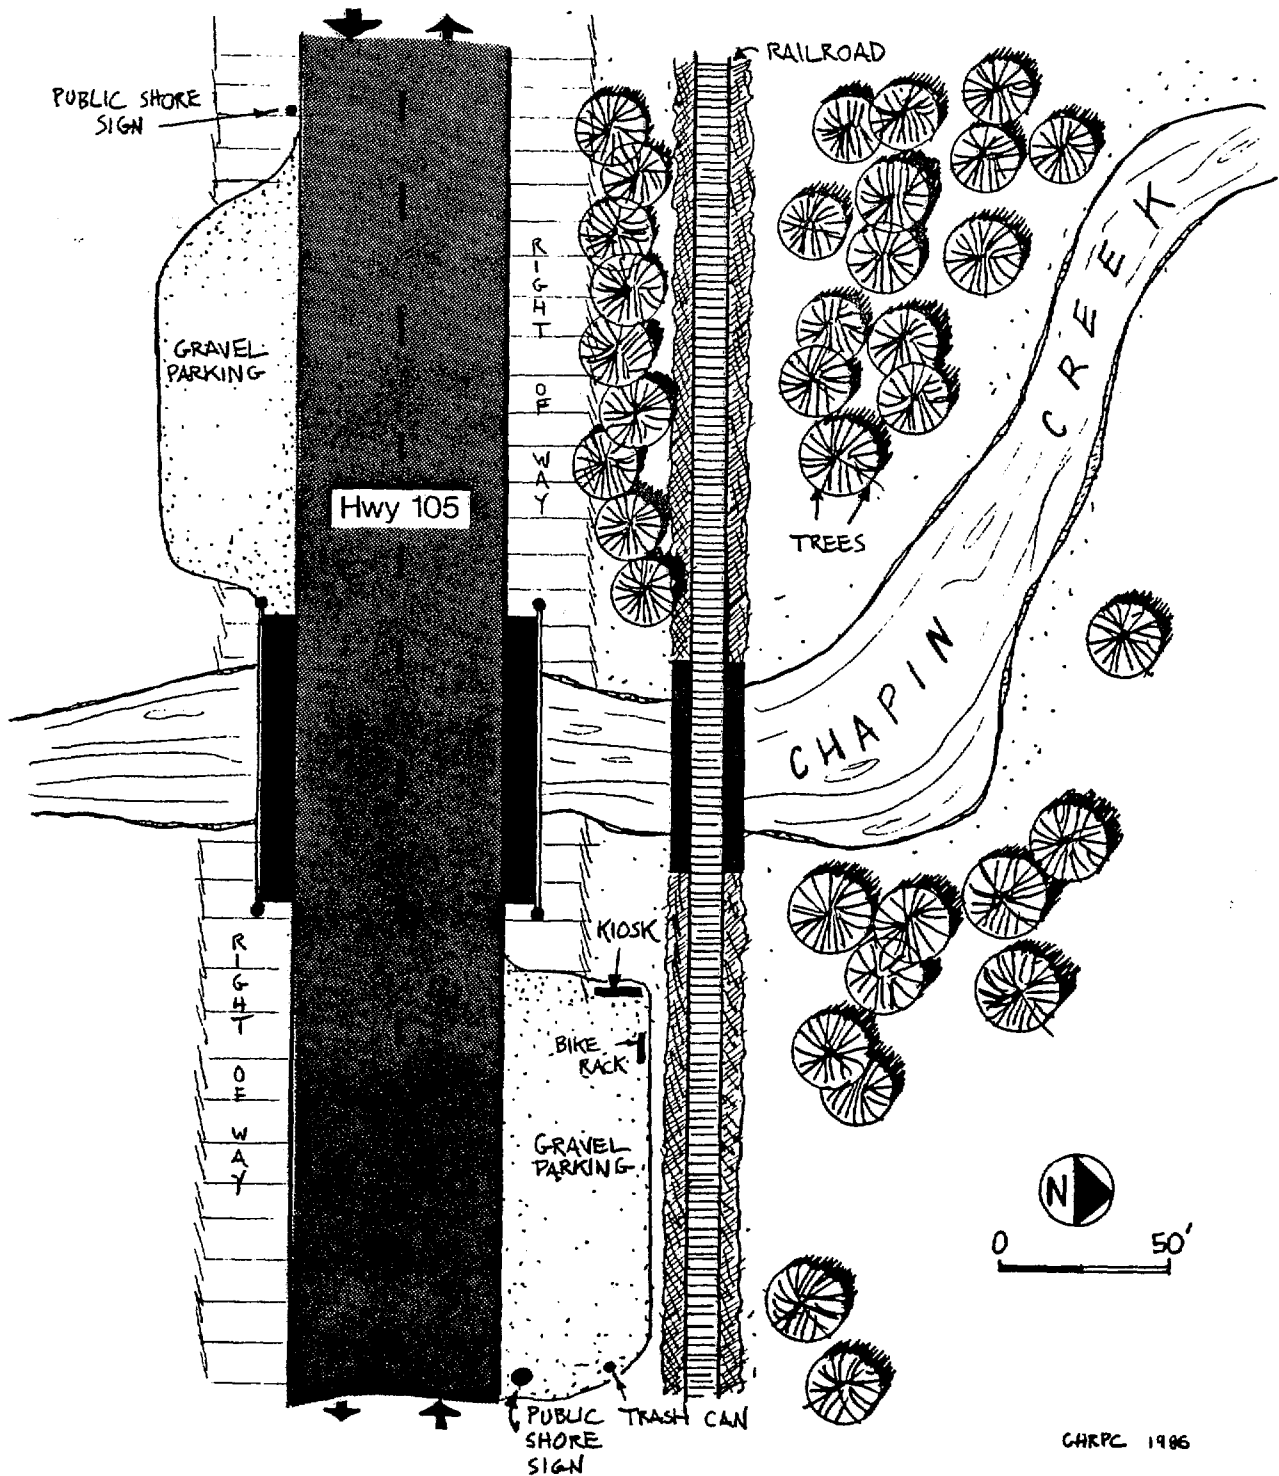 RAILROAD
PUBLIC SHORE
SIGN
GRAVEL
PARKING
RIGHT OF WAY
Hwy 105
TREES
CHAPIN CREEK
KIOSK
RIGHT OF WAY
BIKE
RACK
GRAVEL
PARKING
N
0 50'
PUBLIC
SHORE
SIGN
TRASH CAN
GHRPC 1986